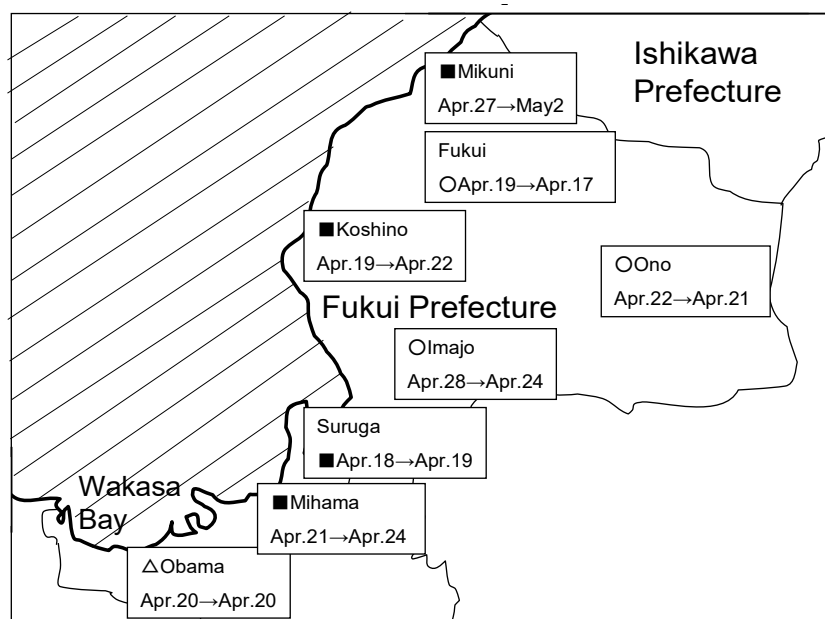 Ishikawa
Prefecture
■Mikuni
Apr.27→May2
Fukui
○Apr.19→Apr.17
■Koshino
Apr.19→Apr.22
○Ono
Apr.22→Apr.21
Fukui Prefecture
○Imajo
Apr.28→Apr.24
Suruga
■Apr.18→Apr.19
Wakasa
Bay
■Mihama
Apr.21→Apr.24
△Obama
Apr.20→Apr.20